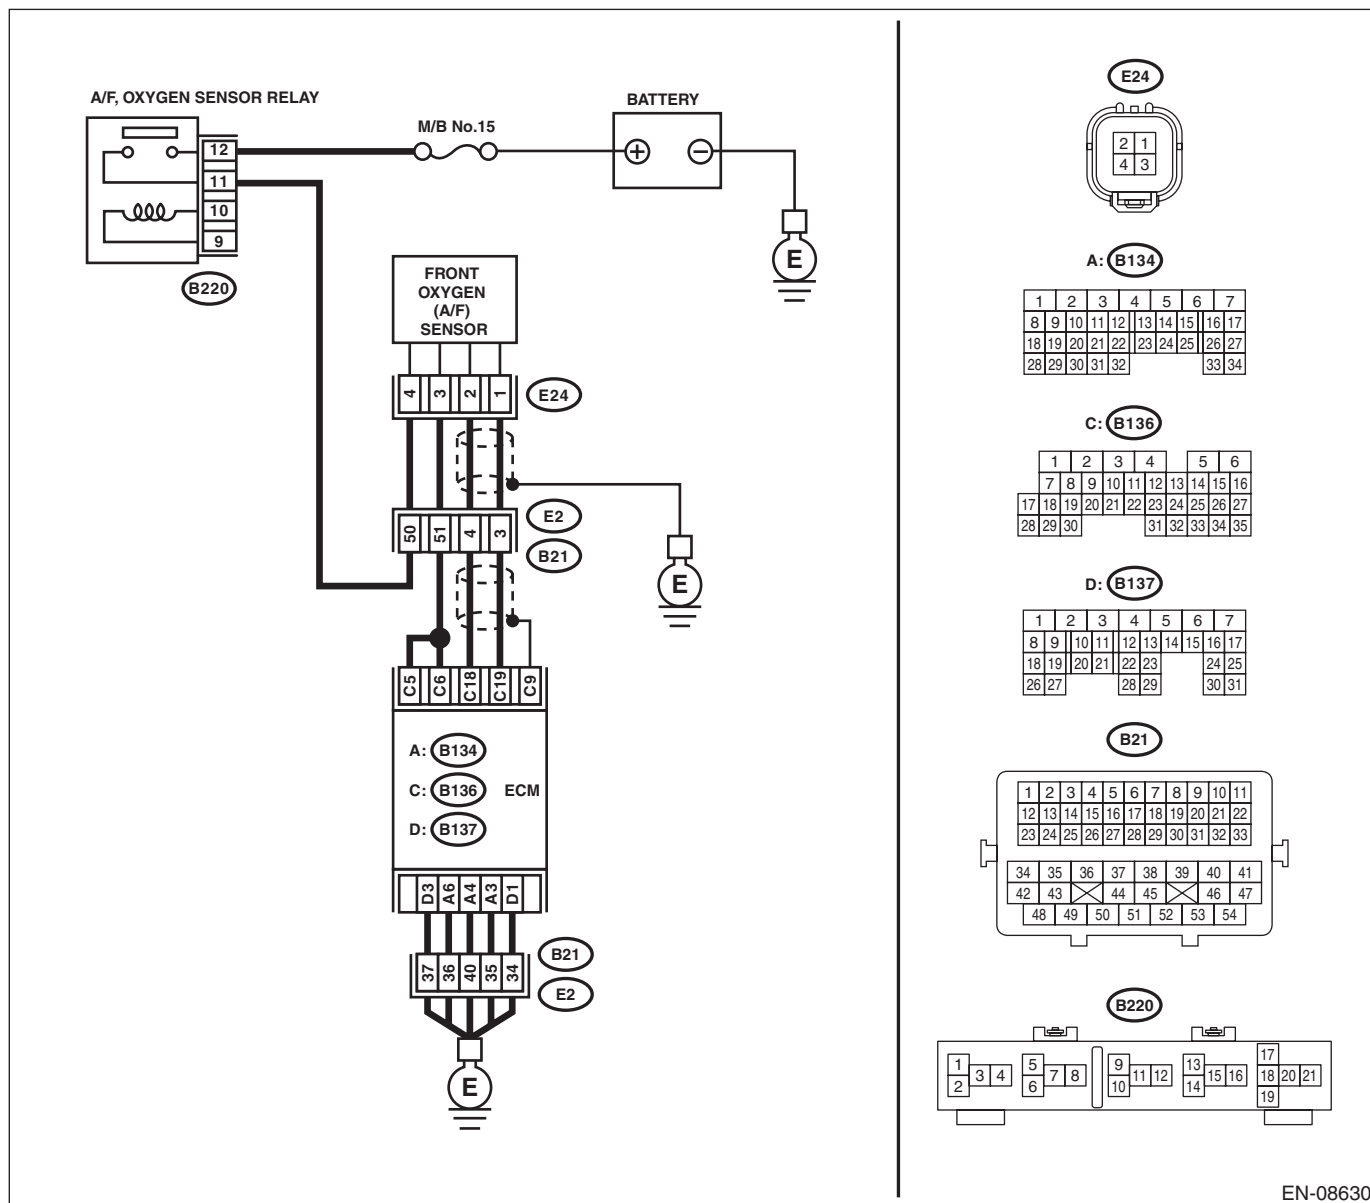 A/F, OXYGEN SENSOR RELAY
BATTERY
M/B No.15
12
11
10
9
B220
E
FRONT
OXYGEN
(A/F)
SENSOR
4 3 2 1
E24
50 51 4 3
E2
B21
E
C5 C6 C18 C19 C9
A: B134
C: B136 ECM
D: B137
D3 A6 A4 A3 D1
37 36 40 35 34
B21
E2
E
E24
2 1
4 3
A: B134
1 2 3 4 5 6 7
8 9 10 11 12 13 14 15 16 17
18 19 20 21 22 23 24 25 26 27
28 29 30 31 32 33 34
C: B136
1 2 3 4 5 6
7 8 9 10 11 12 13 14 15 16
17 18 19 20 21 22 23 24 25 26 27
28 29 30 31 32 33 34 35
D: B137
1 2 3 4 5 6 7
8 9 10 11 12 13 14 15 16 17
18 19 20 21 22 23 24 25
26 27 28 29 30 31
B21
1 2 3 4 5 6 7 8 9 10 11
12 13 14 15 16 17 18 19 20 21 22
23 24 25 26 27 28 29 30 31 32 33
34 35 36 37 38 39 40 41
42 43 44 45 46 47
48 49 50 51 52 53 54
B220
1 2 3 4 5 6 7 8 9 10 11 12 13 14 15 16 17 18 19 20 21
EN-08630